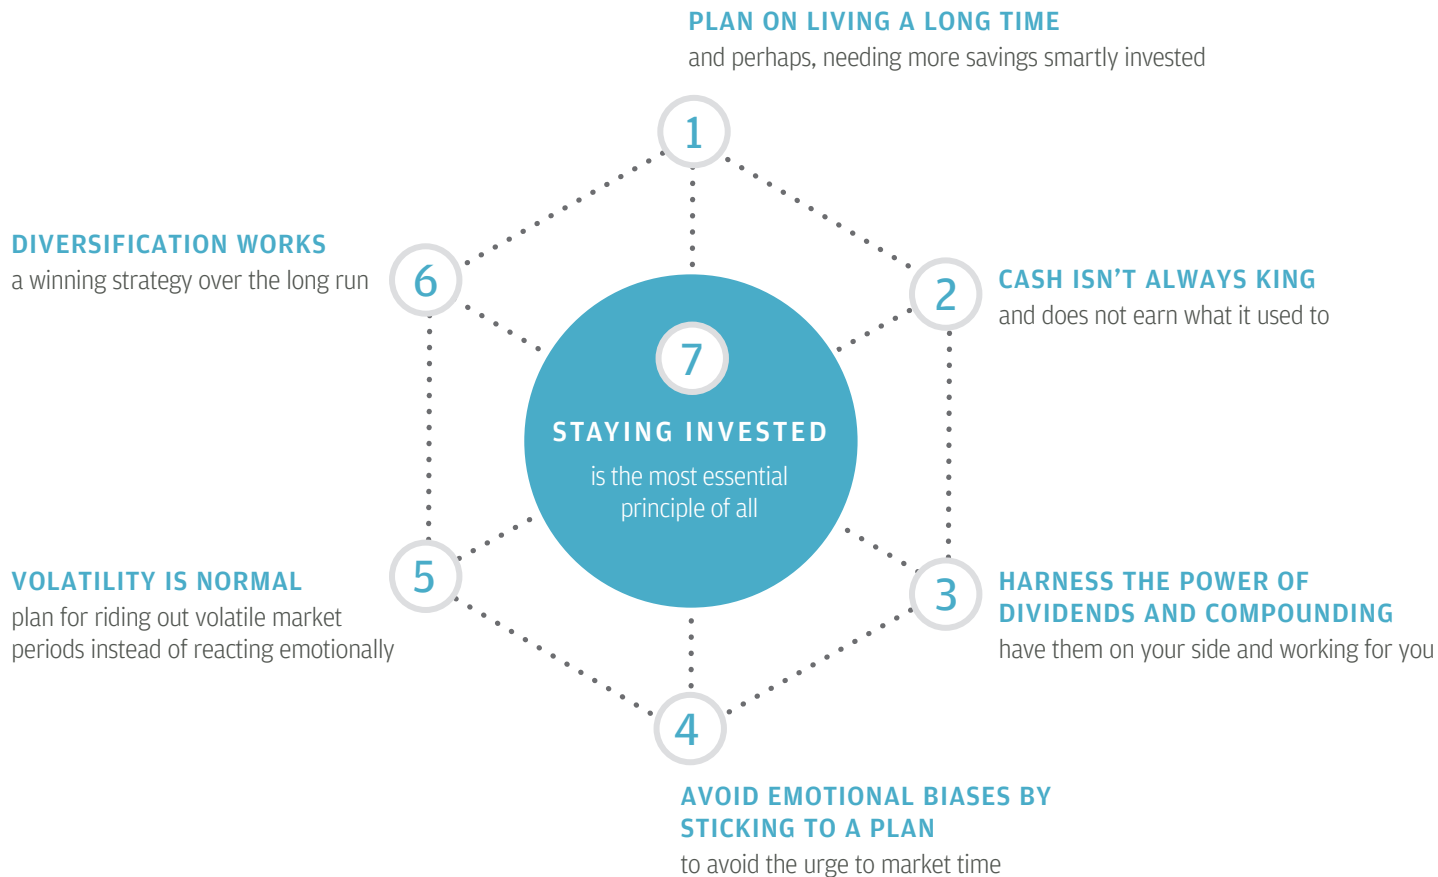 PLAN ON LIVING A LONG TIME
and perhaps, needing more savings smartly invested
1
2
CASH ISN’T ALWAYS KING
and does not earn what it used to
3
HARNESS THE POWER OF
DIVIDENDS AND COMPOUNDING
have them on your side and working for you
4
AVOID EMOTIONAL BIASES BY
STICKING TO A PLAN
to avoid the urge to market time
5
VOLATILITY IS NORMAL
plan for riding out volatile market
periods instead of reacting emotionally
6
DIVERSIFICATION WORKS
a winning strategy over the long run
7
STAYING INVESTED
is the most essential
principle of all